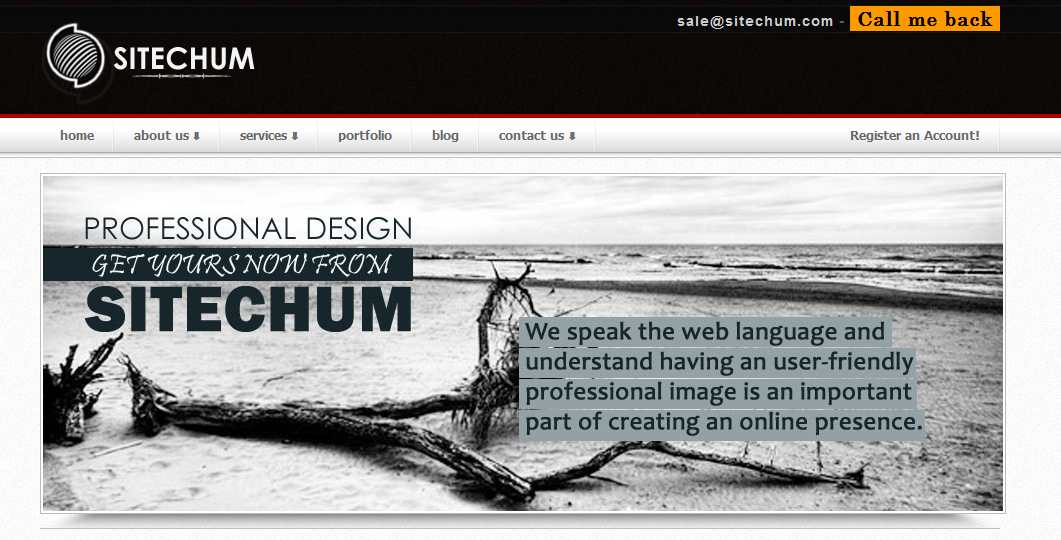 sale@sitechum.com - Call me back
SITECHUM
home about us services portfolio blog contact us Register an Account!
PROFESSIONAL DESIGN
GET YOURS NOW FROM
SITECHUM
We speak the web language and
understand having an user-friendly
professional image is an important
part of creating an online presence.